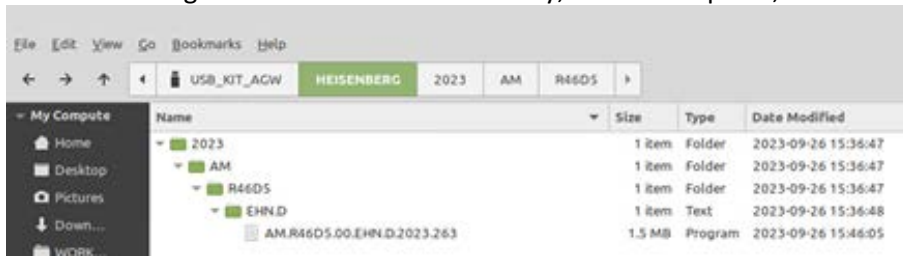 File Edit View Go Bookmarks Help
USB_KIT_AGW HEISENBERG 2023 AM R46D5
My Compute Name Size Type Date Modified
Home 2023 1 item Folder 2023-09-26 15:36:47
Desktop AM 1 item Folder 2023-09-26 15:36:47
Pictures R46D5 1 item Folder 2023-09-26 15:36:47
Down... EHN.D 1 item Text 2023-09-26 15:36:48
WORK... AM.R46D5.00.EHN.D.2023.263 1.5 MB Program 2023-09-26 15:46:05